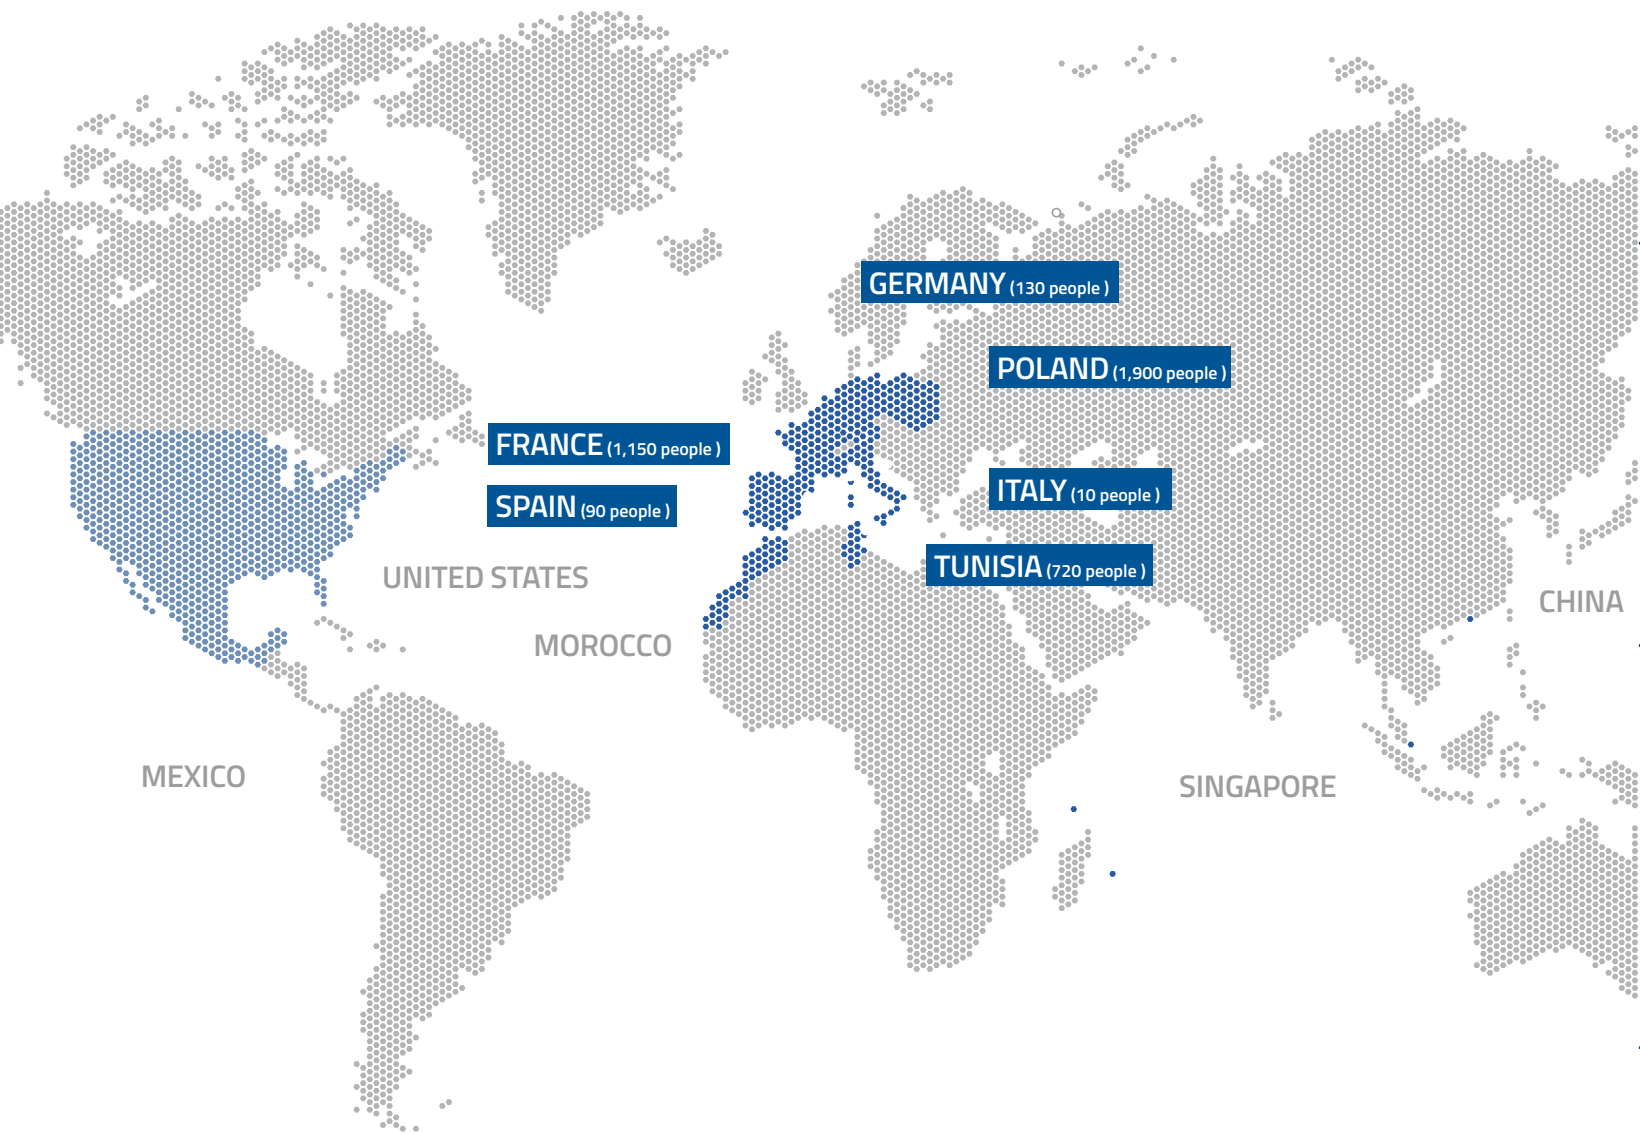 GERMANY (130 people )
POLAND (1,900 people )
FRANCE (1,150 people )
ITALY (10 people )
SPAIN (90 people )
TUNISIA (720 people )
UNITED STATES
CHINA
MOROCCO
MEXICO
SINGAPORE